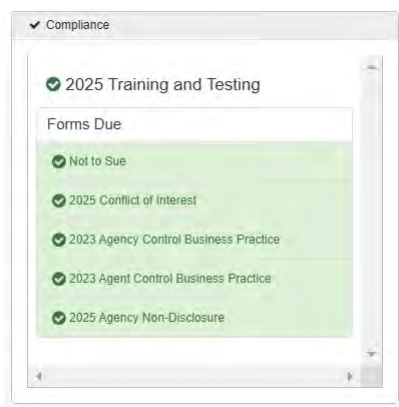 Compliance
2025 Training and Testing
Forms Due
Not to Sue
2025 Conflict of Interest
2023 Agency Control Business Practice
2023 Agent Control Business Practice
2025 Agency Non-Disclosure